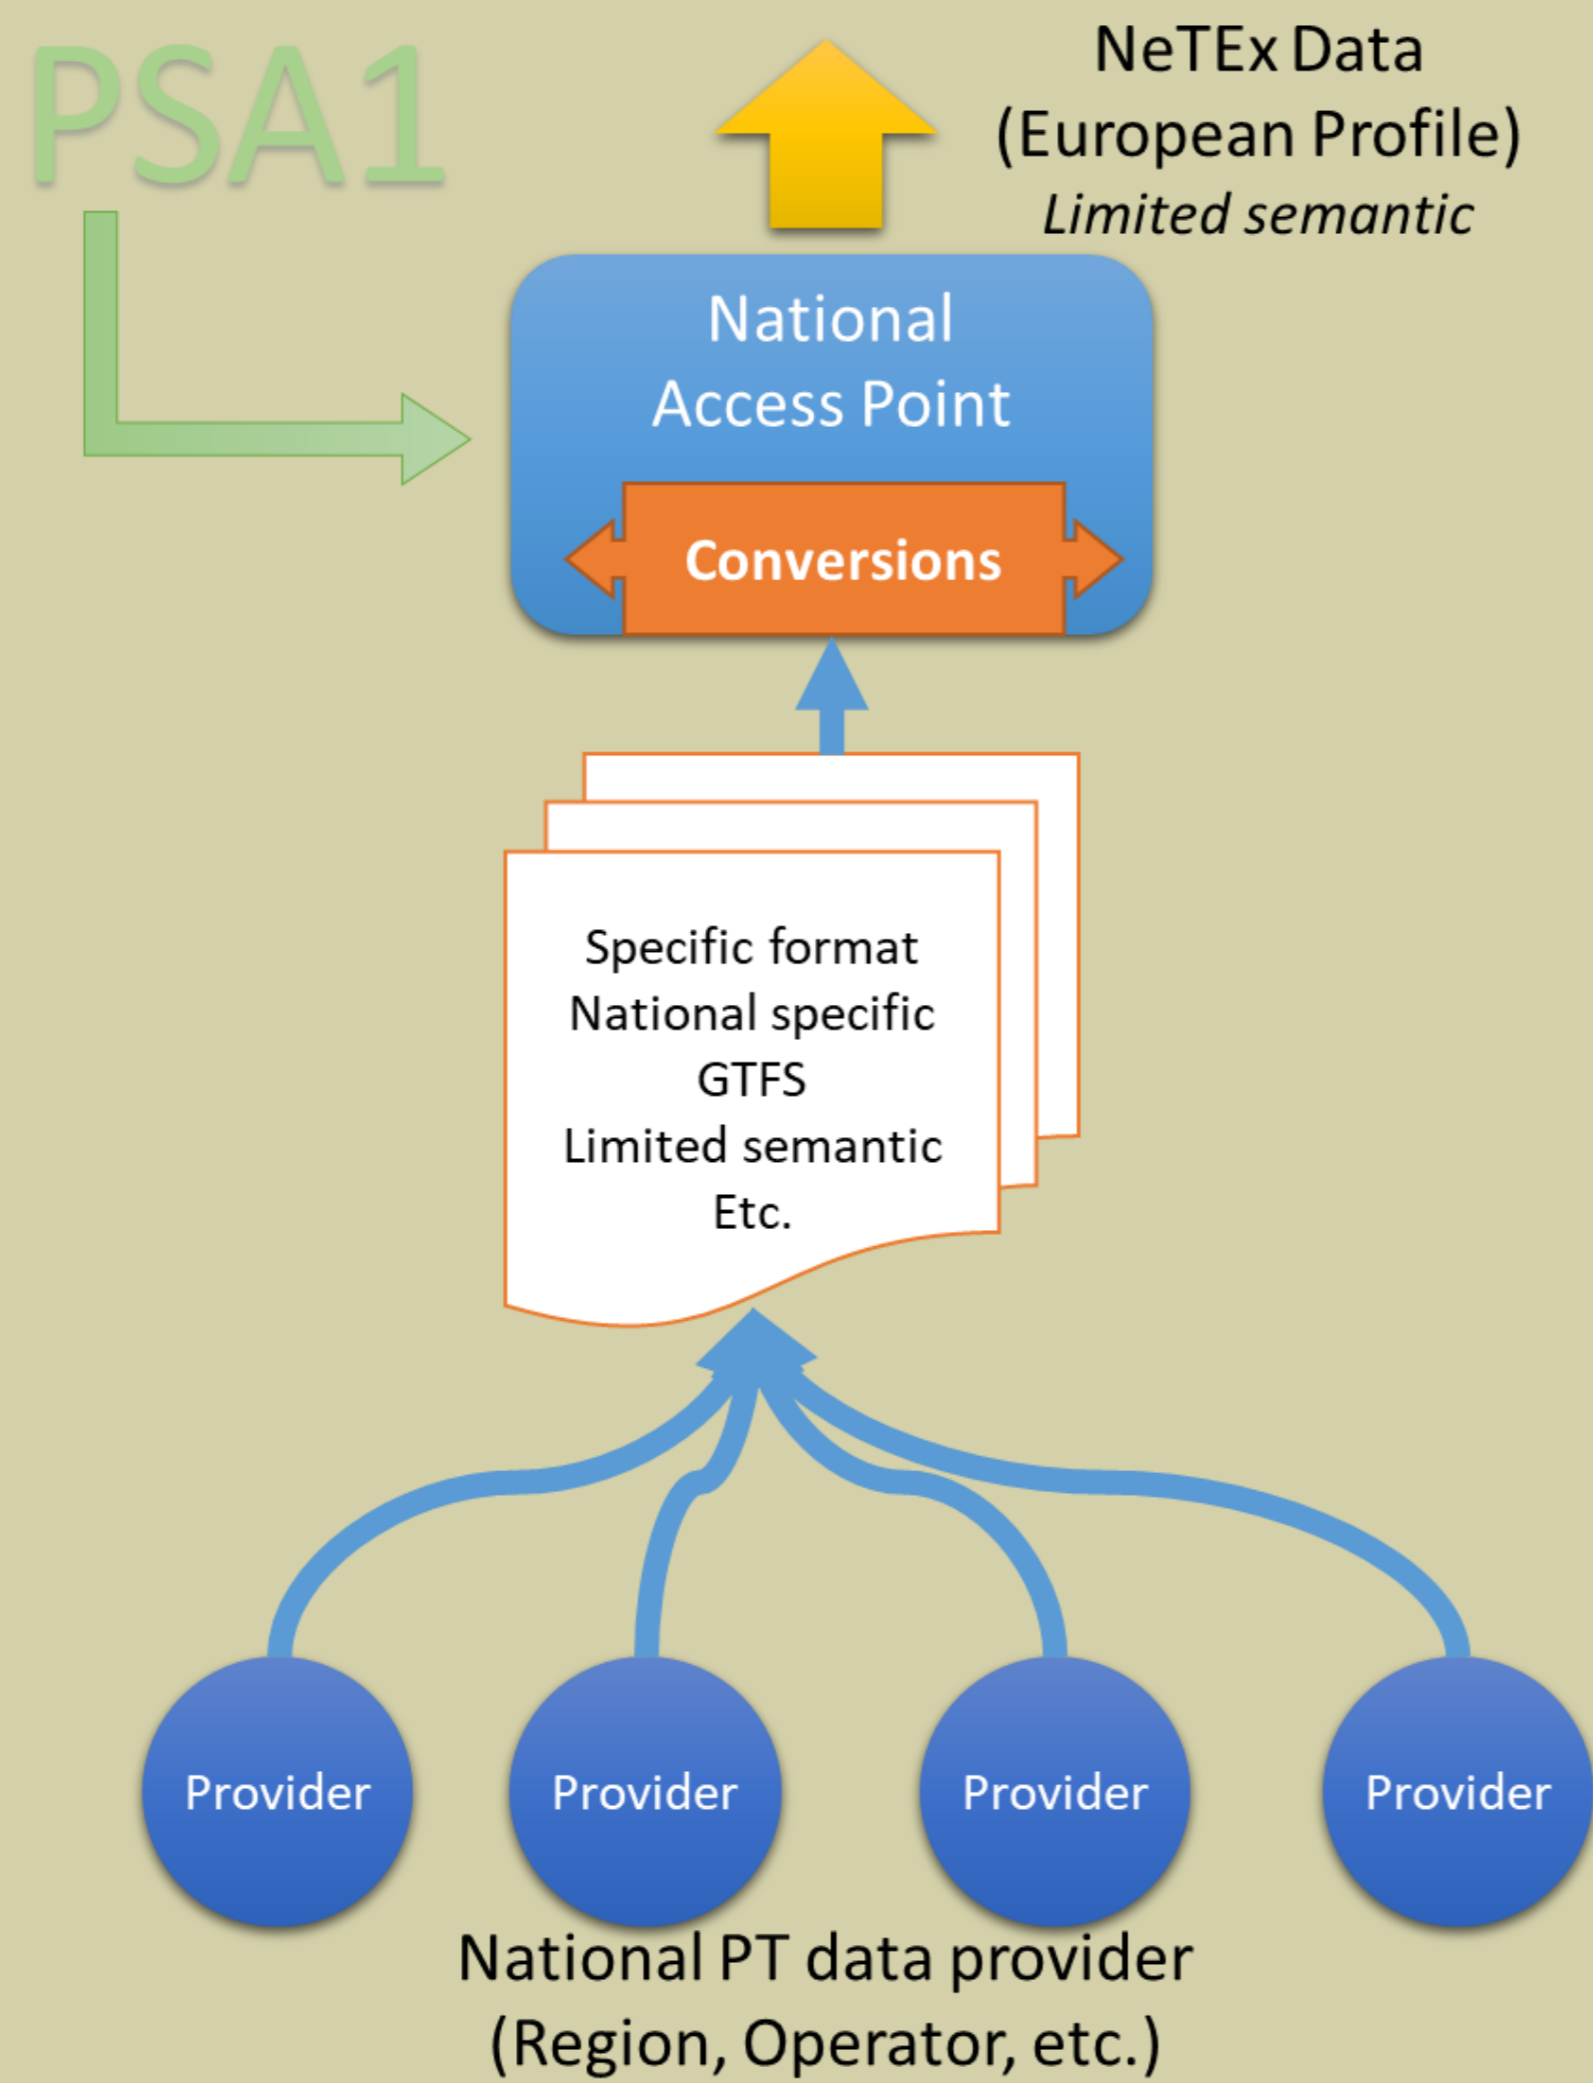 PSA1
NeTEx Data
(European Profile)
Limited semantic
National
Access Point
Conversions
Specific format
National specific
GTFS
Limited semantic
Etc.
Provider
Provider
Provider
Provider
National PT data provider
(Region, Operator, etc.)